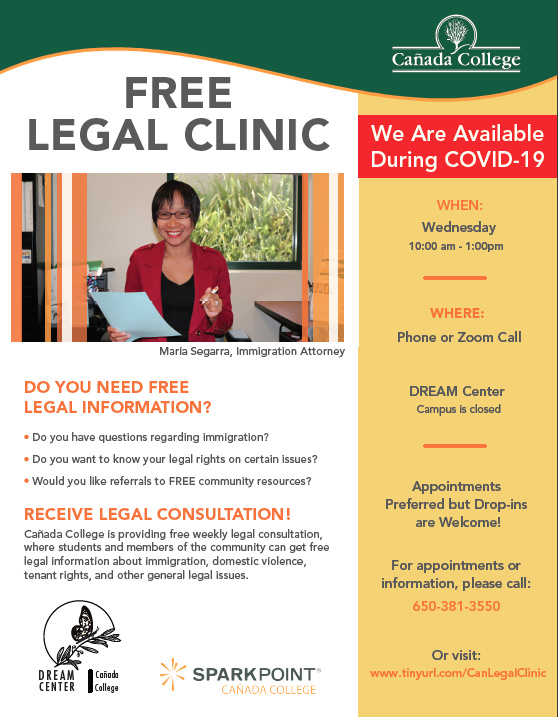 Cañada College
FREE
LEGAL CLINIC
We Are Available
During COVID-19
Maria Segarra, Immigration Attorney
DO YOU NEED FREE
LEGAL INFORMATION?
• Do you have questions regarding immigration?
• Do you want to know your legal rights on certain issues?
• Would you like referrals to FREE community resources?
RECEIVE LEGAL CONSULTATION!
Cañada College is providing free weekly legal consultation,
where students and members of the community can get free
legal information about immigration, domestic violence,
tenant rights, and other general legal issues.
DREAM
CENTER
Cañada
College
SPARKPOINT®
CAÑADA COLLEGE
WHEN:
Wednesday
10:00 am - 1:00pm
WHERE:
Phone or Zoom Call
DREAM Center
Campus is closed
Appointments
Preferred but Drop-ins
are Welcome!
For appointments or
information, please call:
650-381-3550
Or visit:
www.tinyurl.com/CanLegalClinic